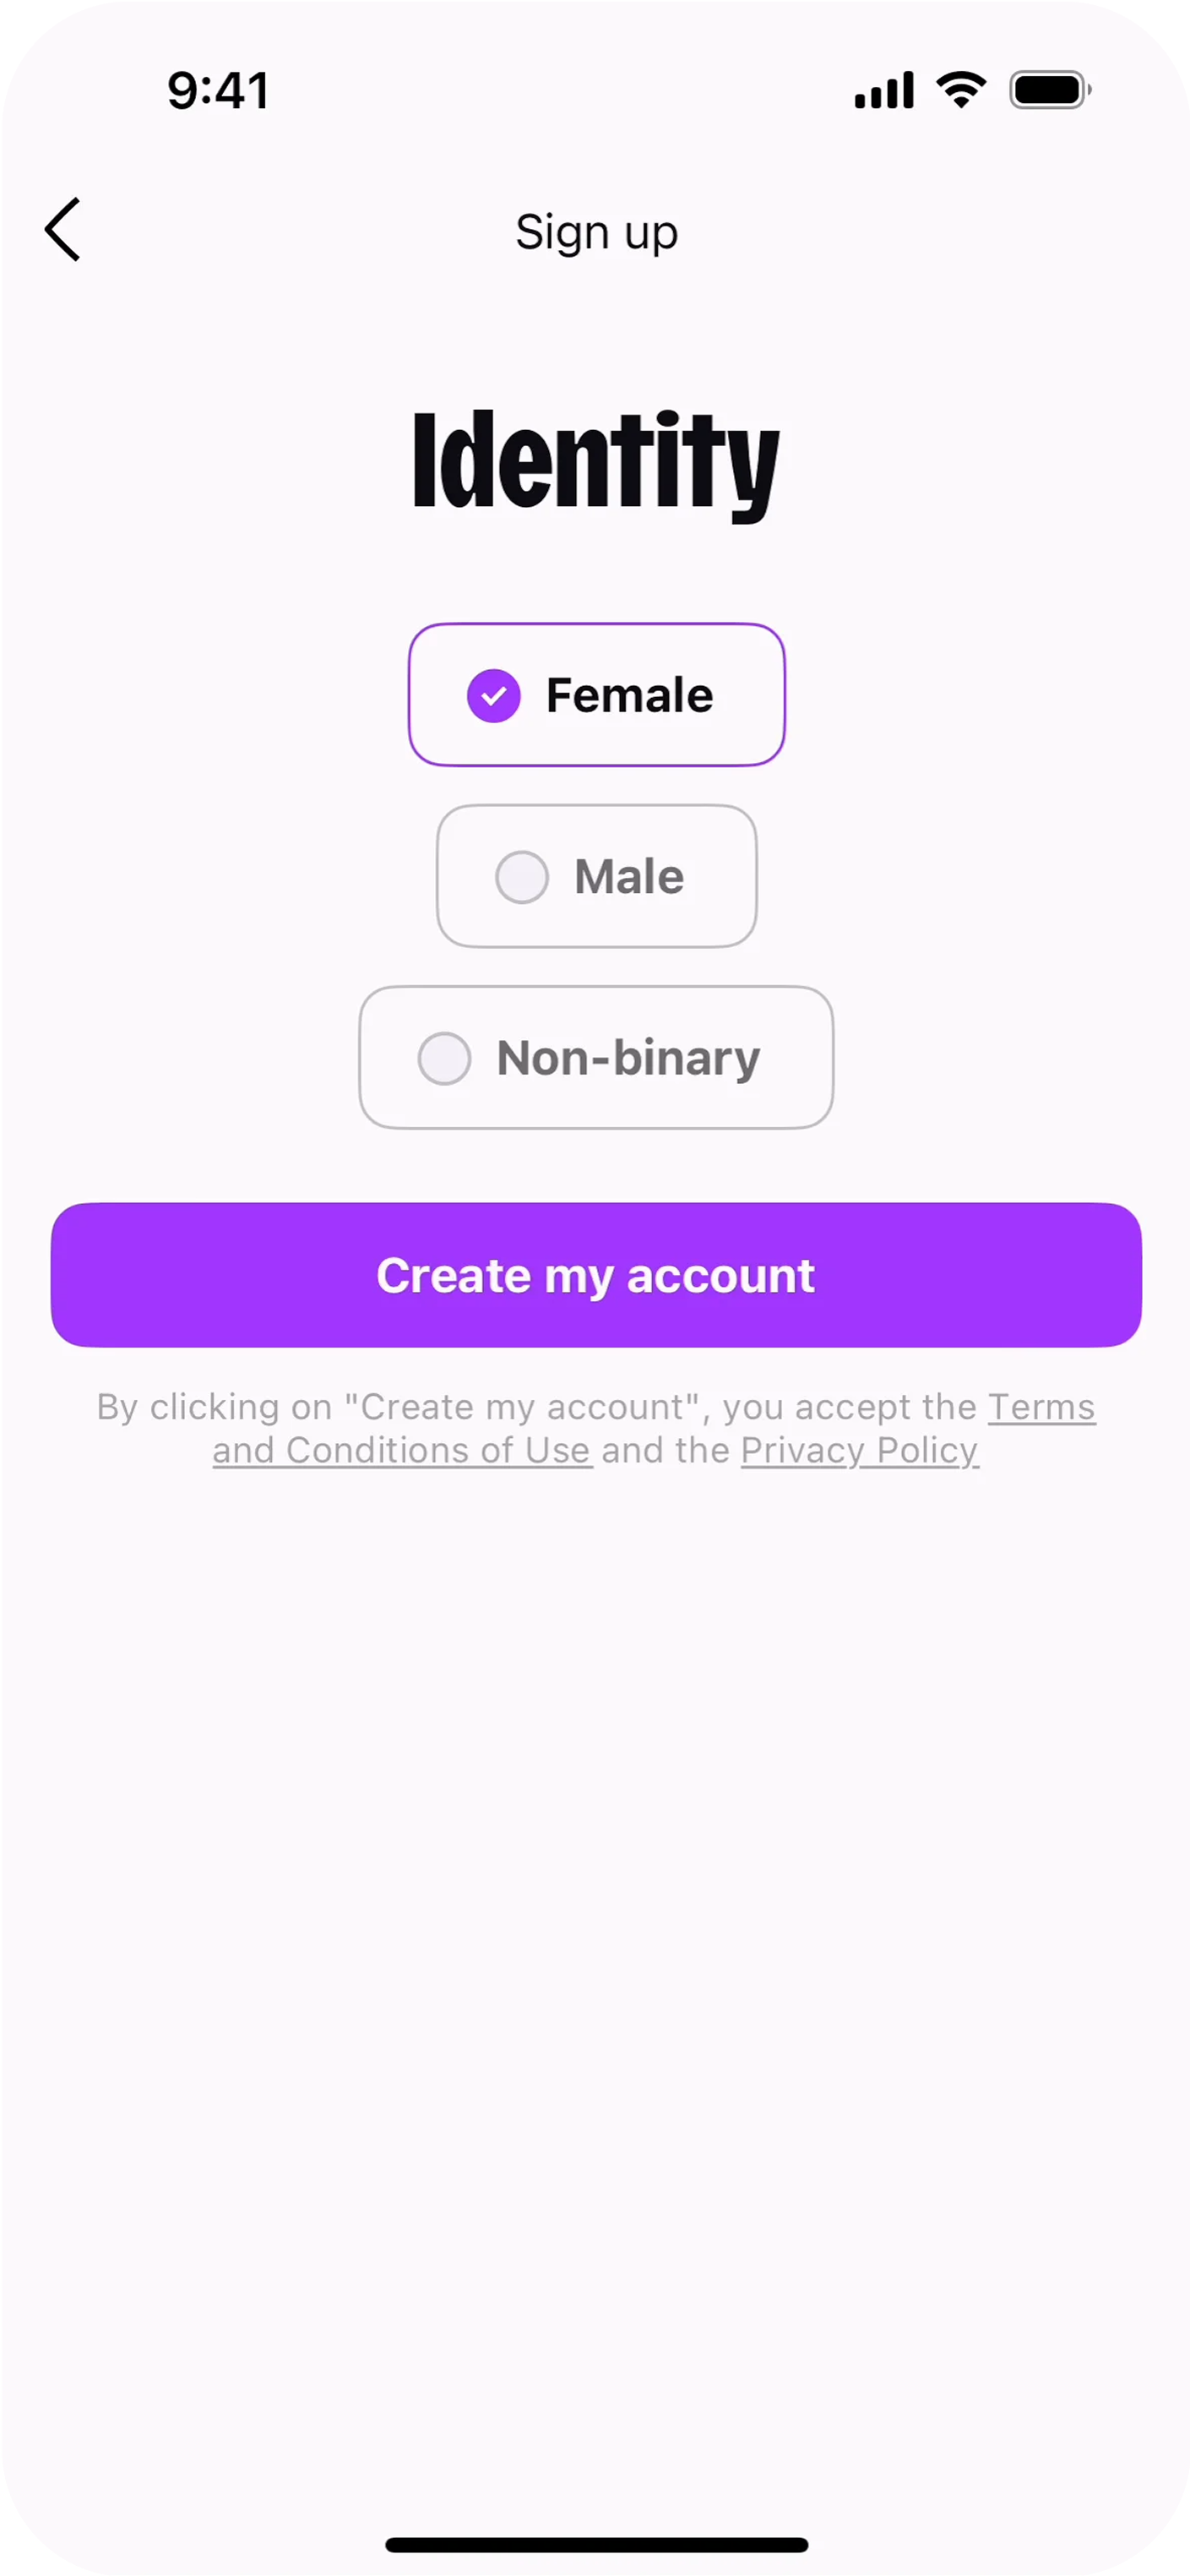 9:41
Sign up
Identity
Female
Male
Non-binary
Create my account
By clicking on "Create my account", you accept the Terms
and Conditions of Use and the Privacy Policy